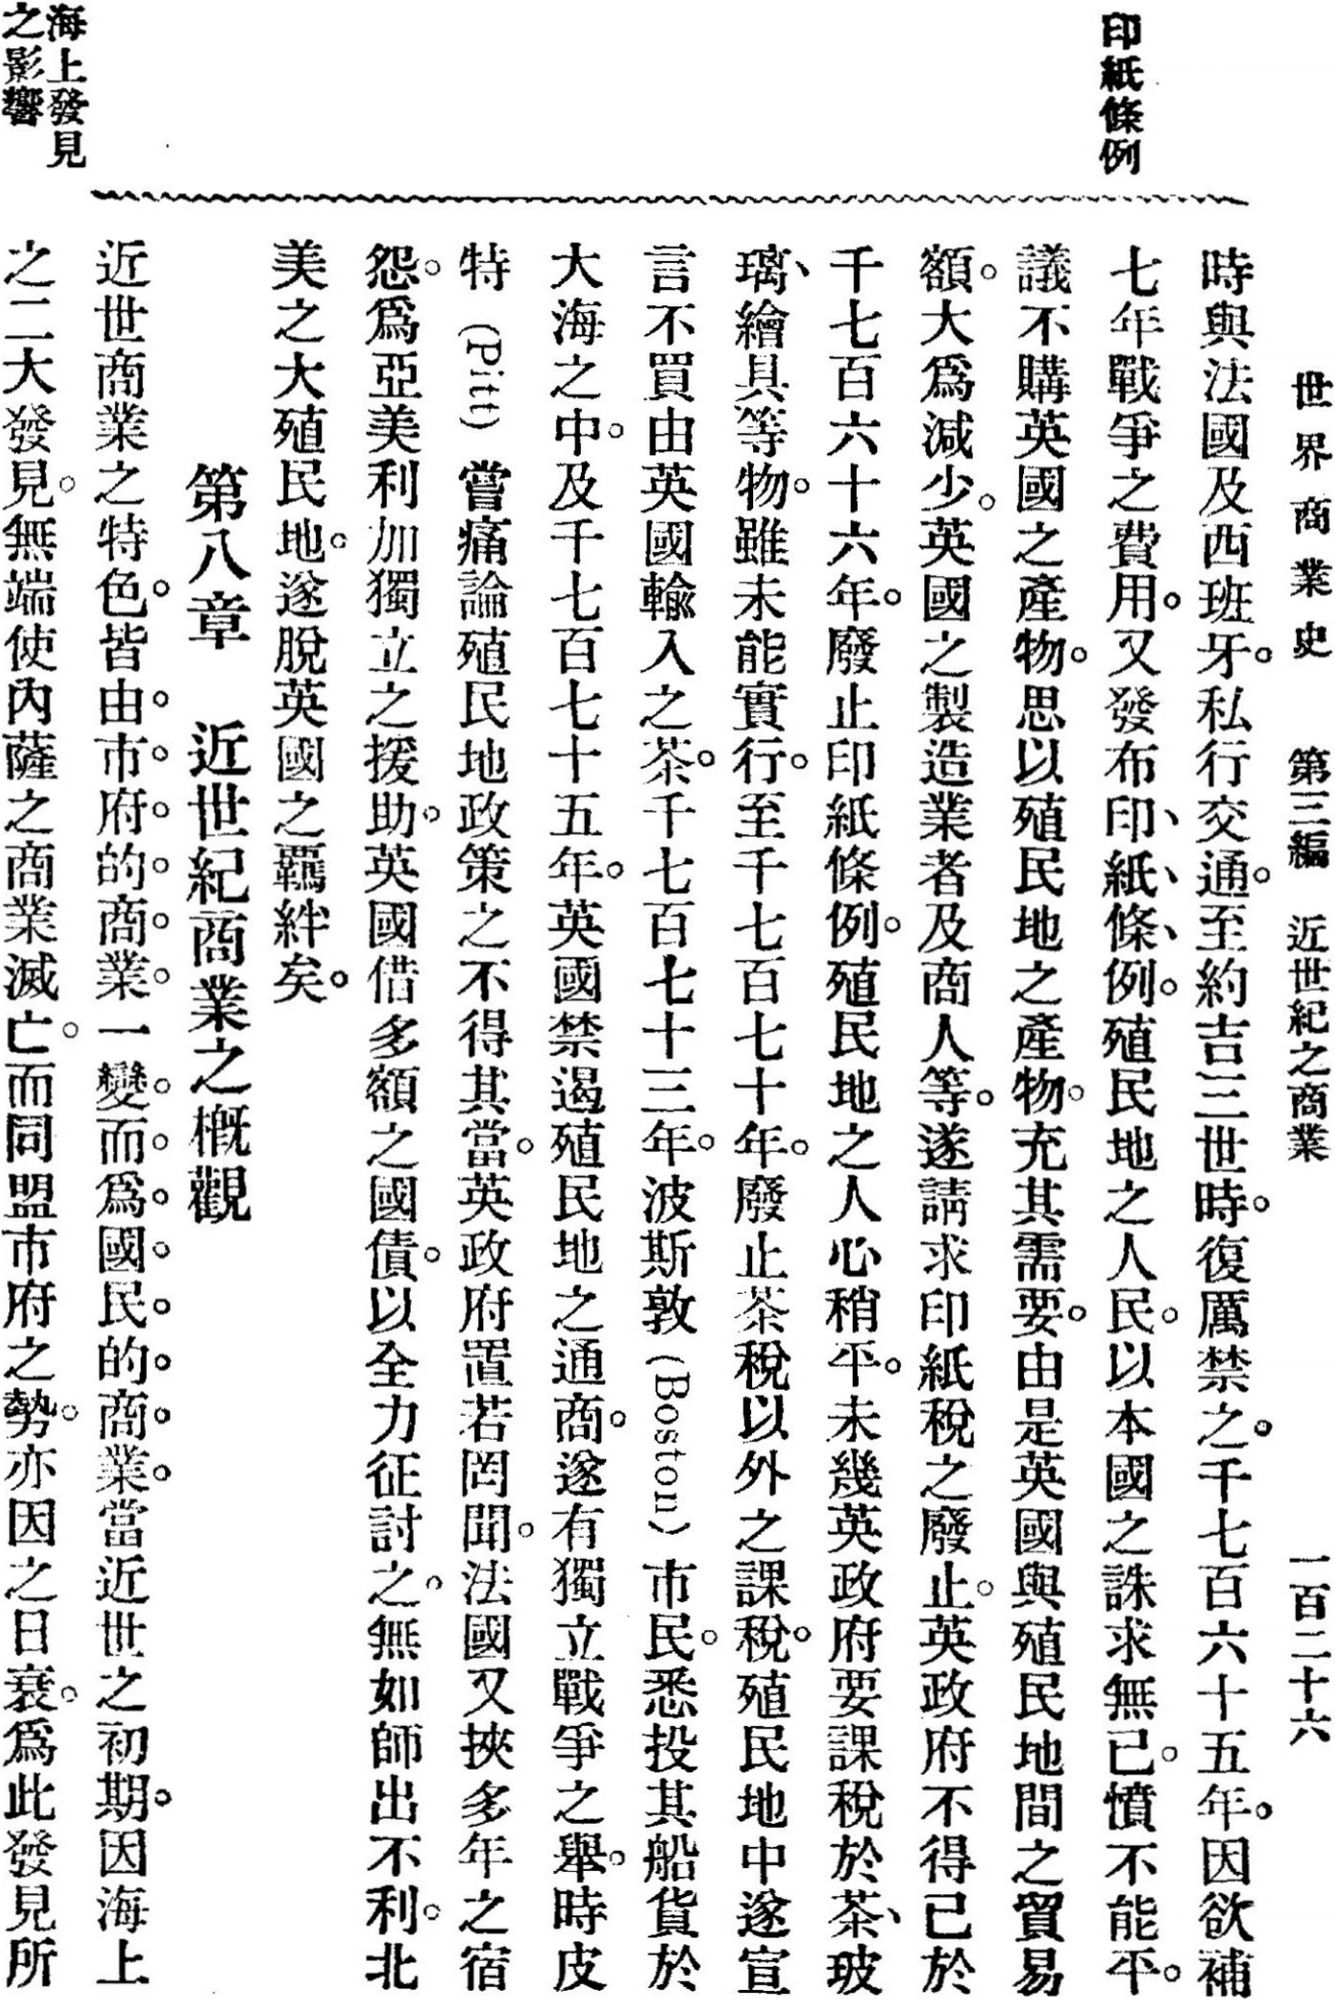 世界商業史　第三編　近世紀之商業　一百二十六
印紙條例
時與法國及西班牙。私行交通。至約吉三世時。復厲禁之。千七百六十五年。因欲補
七年戰爭之費用。又發布印、紙、條、例。殖民地之人民。以本國之誅求無已。憤不能平。
議不購英國之產物。思以殖民地之產物。充其需要。由是英國與殖民地間之貿易
額。大爲減少。英國之製造業者及商人等。遂請求印紙稅之廢止。英政府不得已於
千七百六十六年。廢止印紙條例。殖民地之人心稍平。未幾英政府要課稅於茶、玻
璃、繪具等物。雖未能實行。至千七百七十年。廢止茶稅以外之課稅。殖民地中遂宣
言不買由英國輸入之茶。千七百七十三年。波斯敦（Boston）市民。悉投其船貨於
大海之中。及千七百七十五年。英國禁遏殖民地之通商。遂有獨立戰爭之舉。時皮
特（Pitt）嘗痛論殖民地政策之不得其當。英政府置若罔聞。法國又挾多年之宿
怨。爲亞美利加獨立之援助。英國借多額之國債。以全力征討之。無如師出不利。北
美之大殖民地。遂脫英國之羈絆矣。
第八章　近世紀商業之概觀
海上發見
之影響
近世商業之特色。皆由。市。府。的。商。業。一變。而。爲。國。民。的。商。業。當近世之初期。因海上
之二大發見。無端使內薩之商業滅亡。而同盟市府之勢。亦因之日衰。爲此發見所